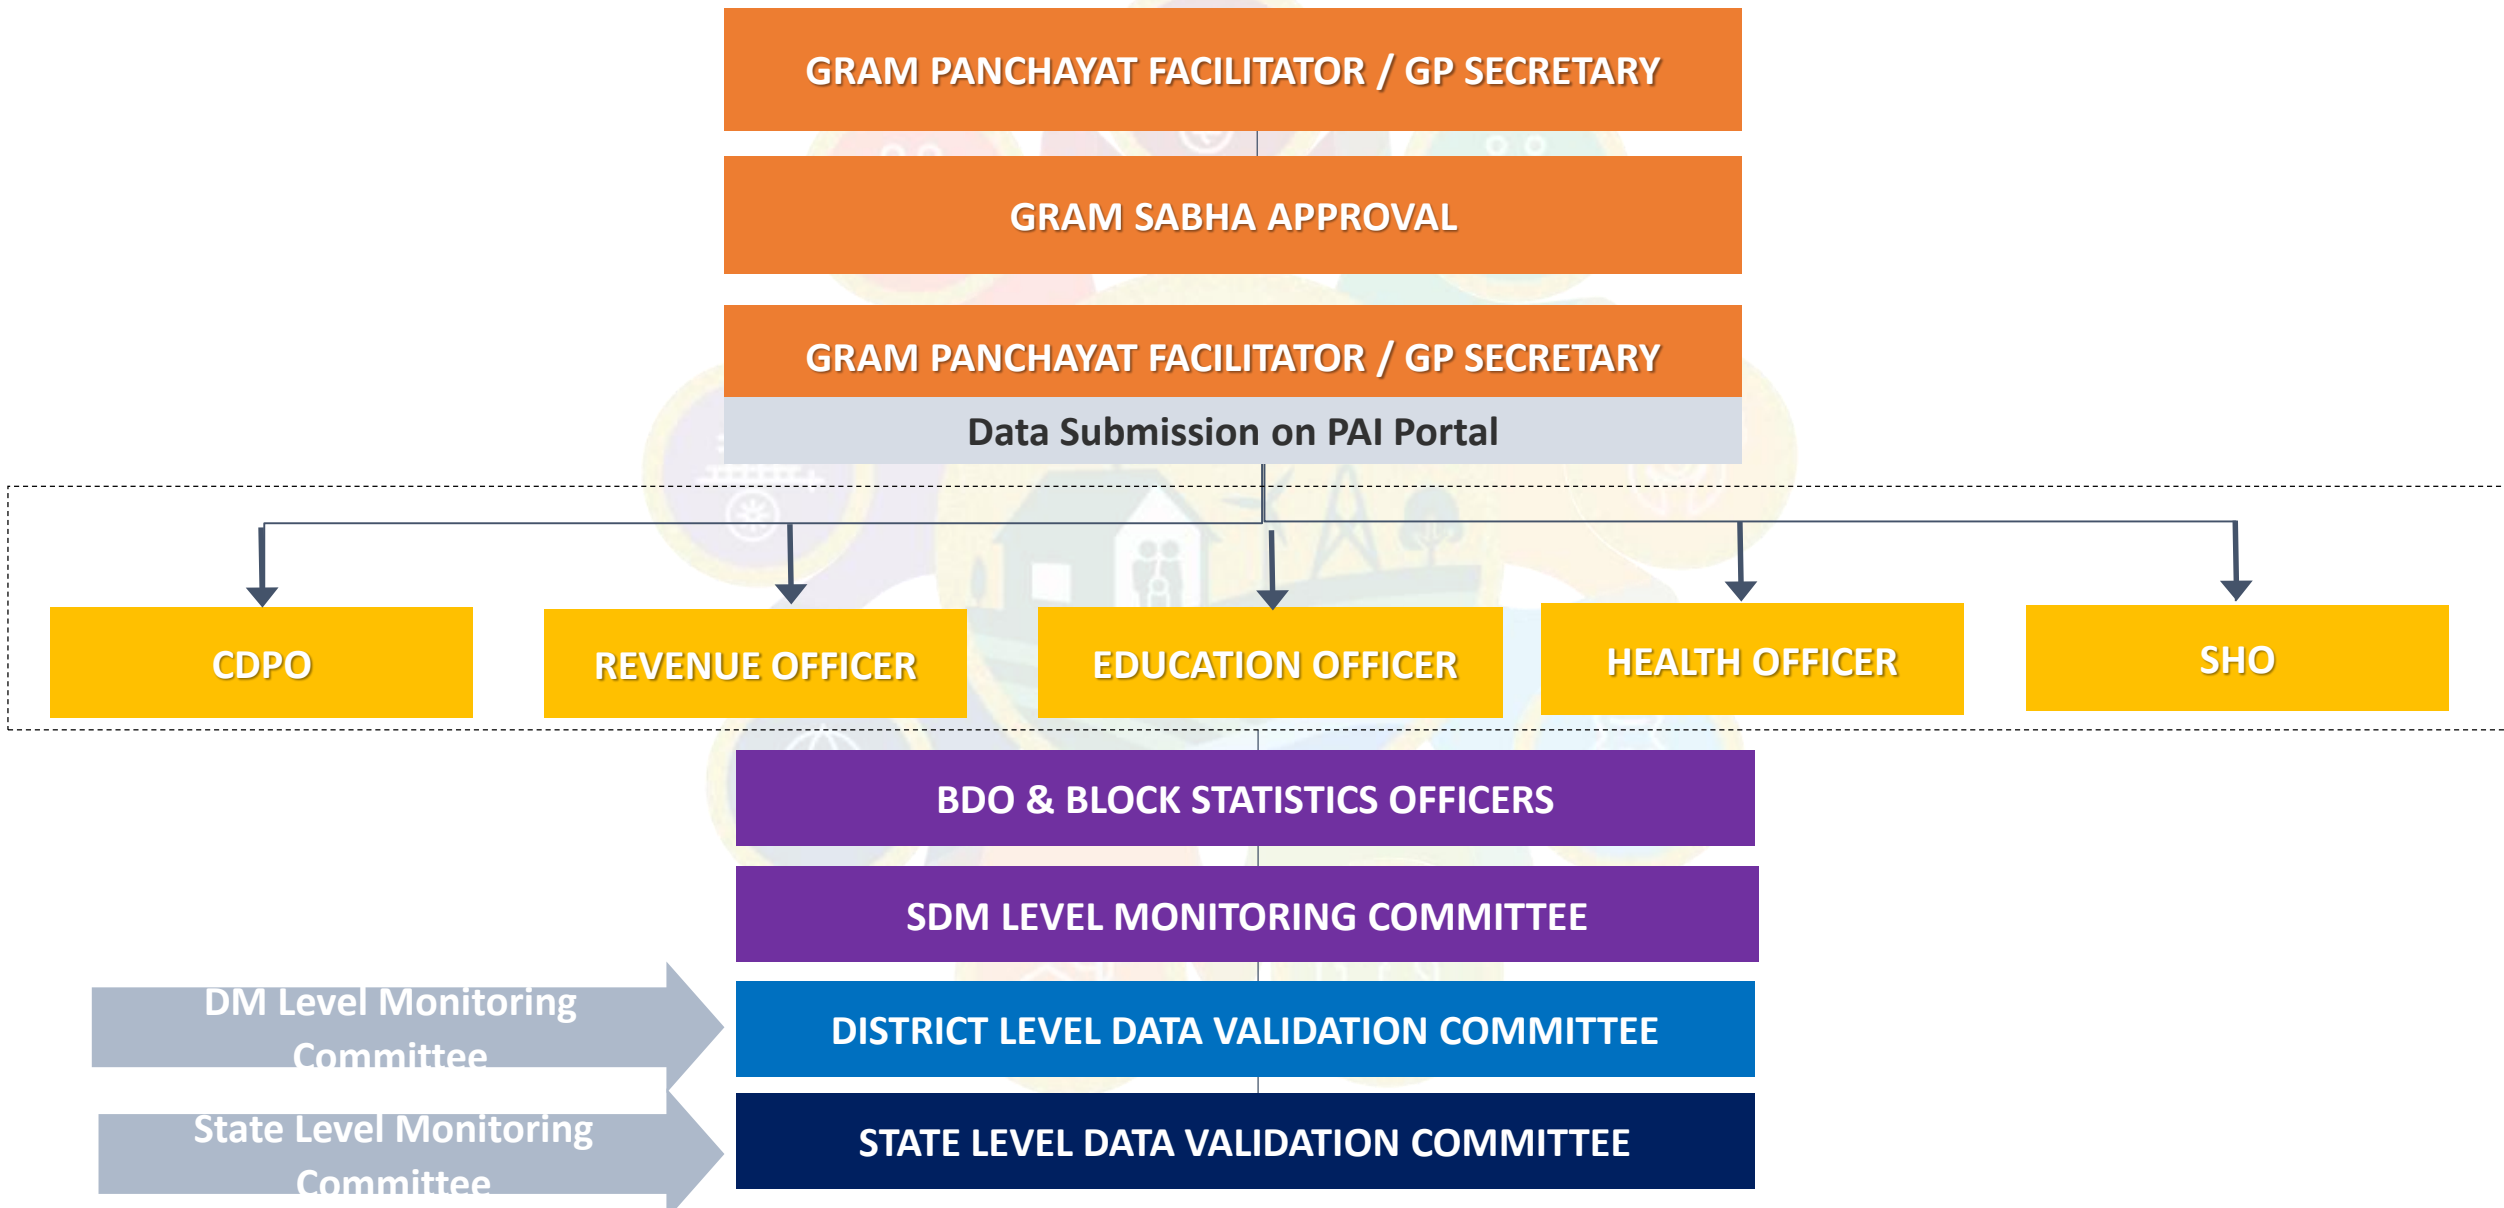 GRAM PANCHAYAT FACILITATOR / GP SECRETARY
GRAM SABHA APPROVAL
GRAM PANCHAYAT FACILITATOR / GP SECRETARY
Data Submission on PAI Portal
CDPO
REVENUE OFFICER
EDUCATION OFFICER
HEALTH OFFICER
SHO
BDO & BLOCK STATISTICS OFFICERS
SDM LEVEL MONITORING COMMITTEE
DM Level Monitoring
Committee
DISTRICT LEVEL DATA VALIDATION COMMITTEE
State Level Monitoring
Committee
STATE LEVEL DATA VALIDATION COMMITTEE